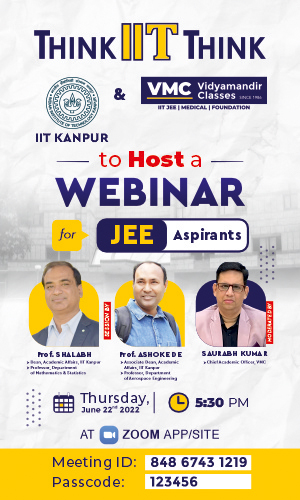 THINK IIT THINK
IIT KANPUR
&
VMC Vidyamandir Classes SINCE 1986
IIT JEE | MEDICAL | FOUNDATION
to Host a
WEBINAR
for JEE Aspirants
SESSION BY
MODERATED BY
Prof. SHALABH
Dean, Academic Affairs, IIT Kanpur
Professor, Department
of Mathematics & Statistics
Prof. ASHOKE DE
Associate Dean, Academic
Affairs, IIT Kanpur
Professor, Department
of Aerospace Engineering
SAURABH KUMAR
Chief Academic Officer, VMC
Thursday,
June 22nd 2022
5:30 PM
AT ZOOM APP/SITE
Meeting ID: 848 6743 1219
Passcode: 123456